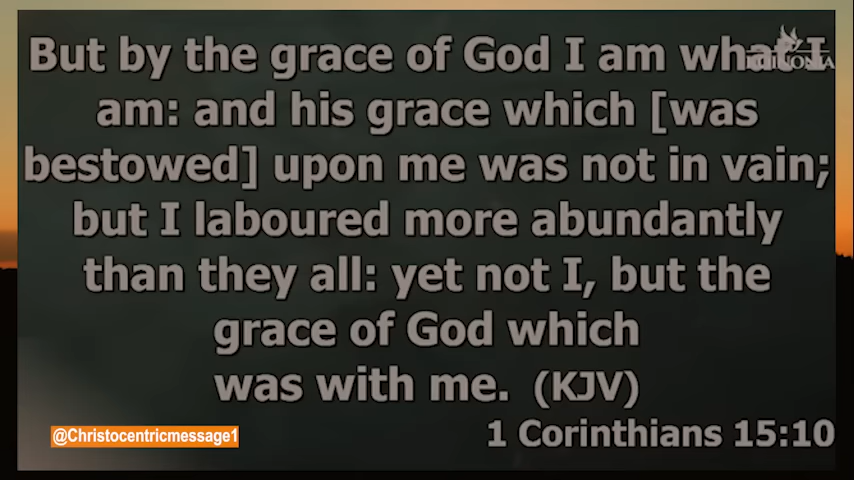 But by the grace of God I am what I
am: and his grace which [was
bestowed] upon me was not in vain;
but I laboured more abundantly
than they all: yet not I, but the
grace of God which
was with me. (KJV)
1 Corinthians 15:10
@Christocentricmessage1
KOINONIA